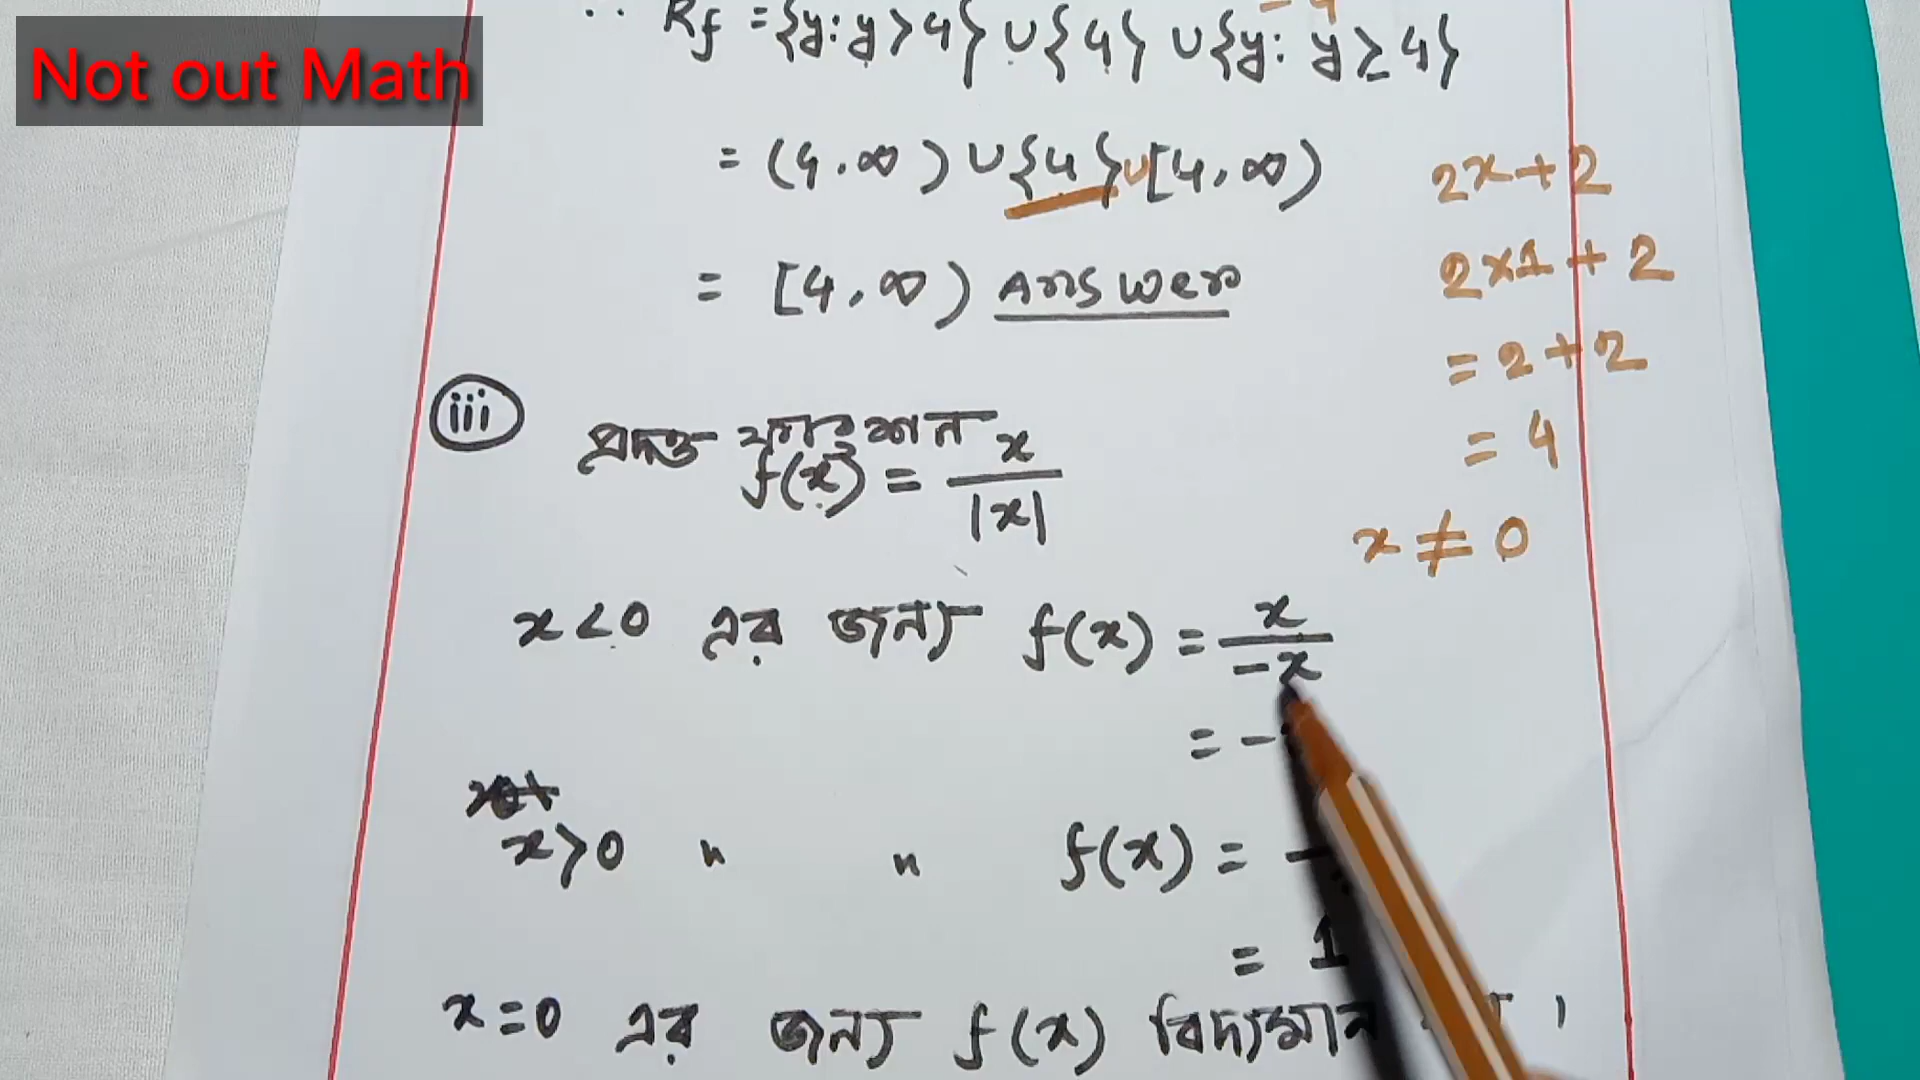 Not out Math
∴ Rf = {y: y > 4} ∪ {4} ∪ {y: y ≥ 4}
= (4, ∞) ∪ {4} ∪ [4, ∞)
= [4, ∞) Answer
2x+2
2×1+2
= 2+2
= 4
iii
প্রদত্ত ফাংশন
f(x) = x/|x|
x ≠ 0
x<0 এর জন্য f(x) = x/-x
= -
x>0 " " f(x) =
= 1
x=0 এর জন্য f(x) বিদ্যমান